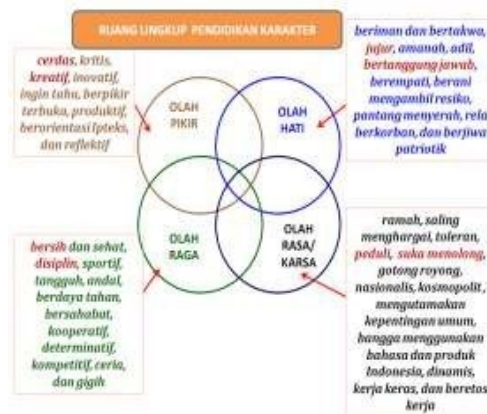 RUANG LINGKUP PENDIDIKAN KARAKTER
cerdas, kritis,
kreatif, inovatif,
ingin tahu, berpikir
terbuka, produktif,
berorientasi Ipteks,
dan reflektif
beriman dan bertakwa,
jujur, amanah, adil,
bertanggung jawab,
berempati, berani
mengambil resiko,
pantang menyerah, rela
berkorban, dan berjiwa
patriotik
OLAH
PIKIR
OLAH
HATI
OLAH
RAGA
OLAH
RASA/
KARSA
bersih dan sehat,
disiplin, sportif,
tangguh, andal,
berdaya tahan,
bersahabat,
kooperatif,
determinatif,
kompetitif, ceria,
dan gigih
ramah, saling
menghargai, toleran,
peduli, suka menolong,
gotong royong,
nasionalis, kosmopolit,
mengutamakan
kepentingan umum,
bangga menggunakan
bahasa dan produk
Indonesia, dinamis,
kerja keras, dan beretos
kerja